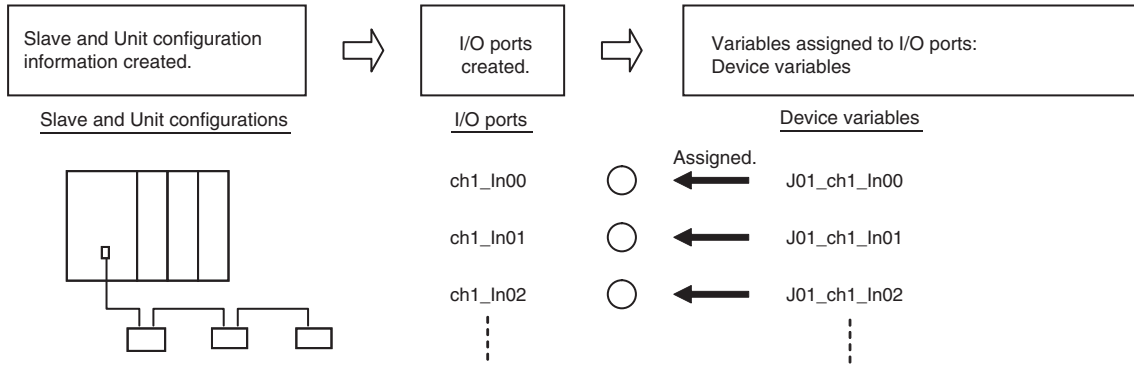 Slave and Unit configuration
information created.
I/O ports
created.
Variables assigned to I/O ports:
Device variables
Slave and Unit configurations
I/O ports
Device variables
Assigned.
ch1_In00
J01_ch1_In00
ch1_In01
J01_ch1_In01
ch1_In02
J01_ch1_In02